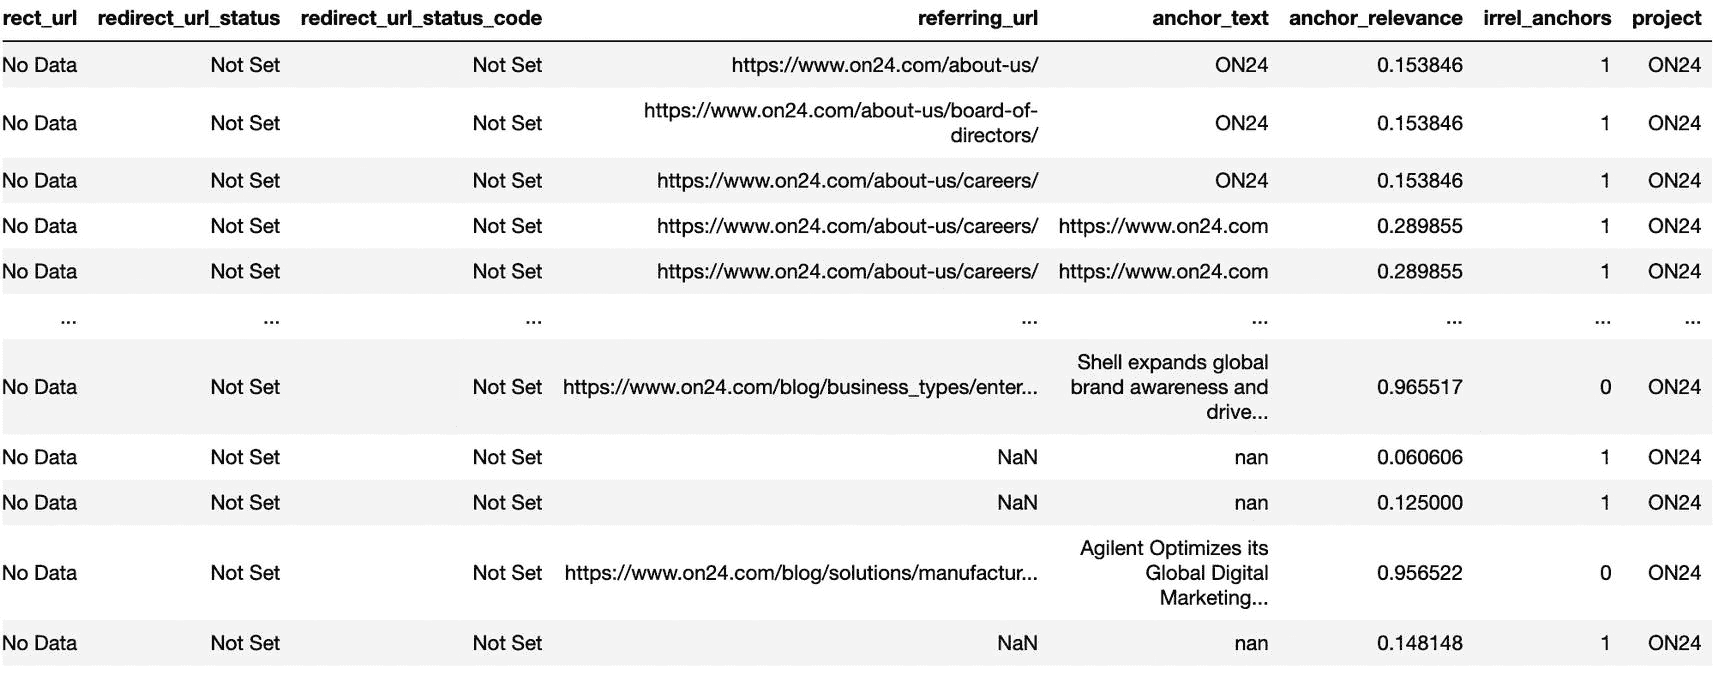 rect_url redirect_url_status redirect_url_status_code referring_url anchor_text anchor_relevance irrel_anchors project
No Data Not Set Not Set https://www.on24.com/about-us/ ON24 0.153846 1 ON24
No Data Not Set Not Set https://www.on24.com/about-us/board-of-
directors/ ON24 0.153846 1 ON24
No Data Not Set Not Set https://www.on24.com/about-us/careers/ ON24 0.153846 1 ON24
No Data Not Set Not Set https://www.on24.com/about-us/careers/ https://www.on24.com 0.289855 1 ON24
No Data Not Set Not Set https://www.on24.com/about-us/careers/ https://www.on24.com 0.289855 1 ON24
... ... ... ... ... ... ... ...
Shell expands global
No Data Not Set Not Set https://www.on24.com/blog/business_types/enter... brand awareness and 0.965517 0 ON24
drive...
No Data Not Set Not Set NaN nan 0.060606 1 ON24
No Data Not Set Not Set NaN nan 0.125000 1 ON24
Agilent Optimizes its
No Data Not Set Not Set https://www.on24.com/blog/solutions/manufactur... Global Digital 0.956522 0 ON24
Marketing...
No Data Not Set Not Set NaN nan 0.148148 1 ON24